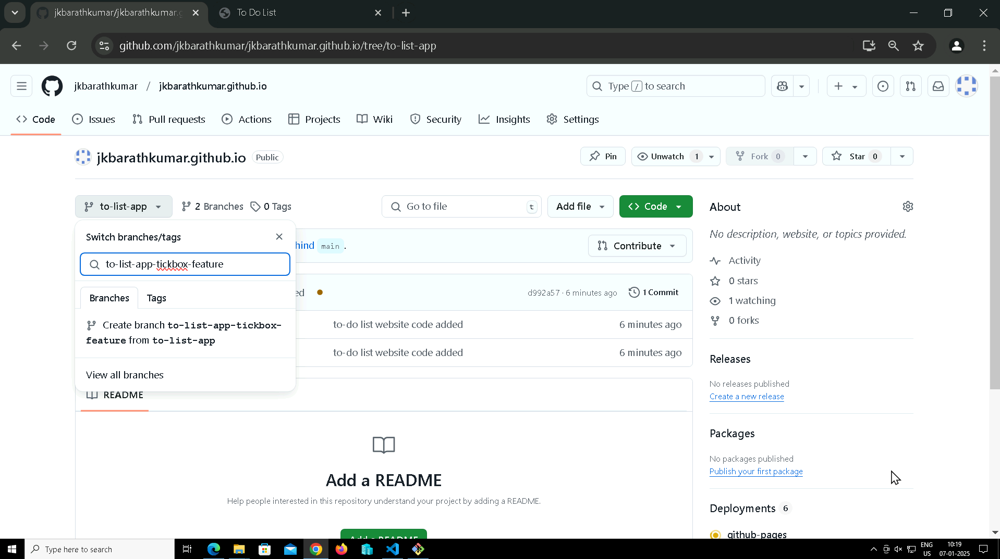 jkbarathkumar/jkbarathkumar.g
To Do List
github.com/jkbarathkumar/jkbarathkumar.github.io/tree/to-list-app
jkbarathkumar / jkbarathkumar.github.io
Type / to search
Code
Issues
Pull requests
Actions
Projects
Wiki
Security
Insights
Settings
jkbarathkumar.github.io
Public
Pin
Unwatch 1
Fork 0
Star 0
to-list-app
2 Branches
0 Tags
Go to file
t
Add file
Code
Switch branches/tags
to-list-app-tickbox-feature
Branches
Tags
Create branch to-list-app-tickbox-
feature from to-list-app
View all branches
hind main .
Contribute
ed
d992a57 · 6 minutes ago
1 Commit
to-do list website code added
6 minutes ago
to-do list website code added
6 minutes ago
README
Add a README
Help people interested in this repository understand your project by adding a README.
Add a README
About
No description, website, or topics provided.
Activity
0 stars
1 watching
0 forks
Releases
No releases published
Create a new release
Packages
No packages published
Publish your first package
Deployments 6
github-pages
Type here to search
ENG
US
10:19
07-01-2025